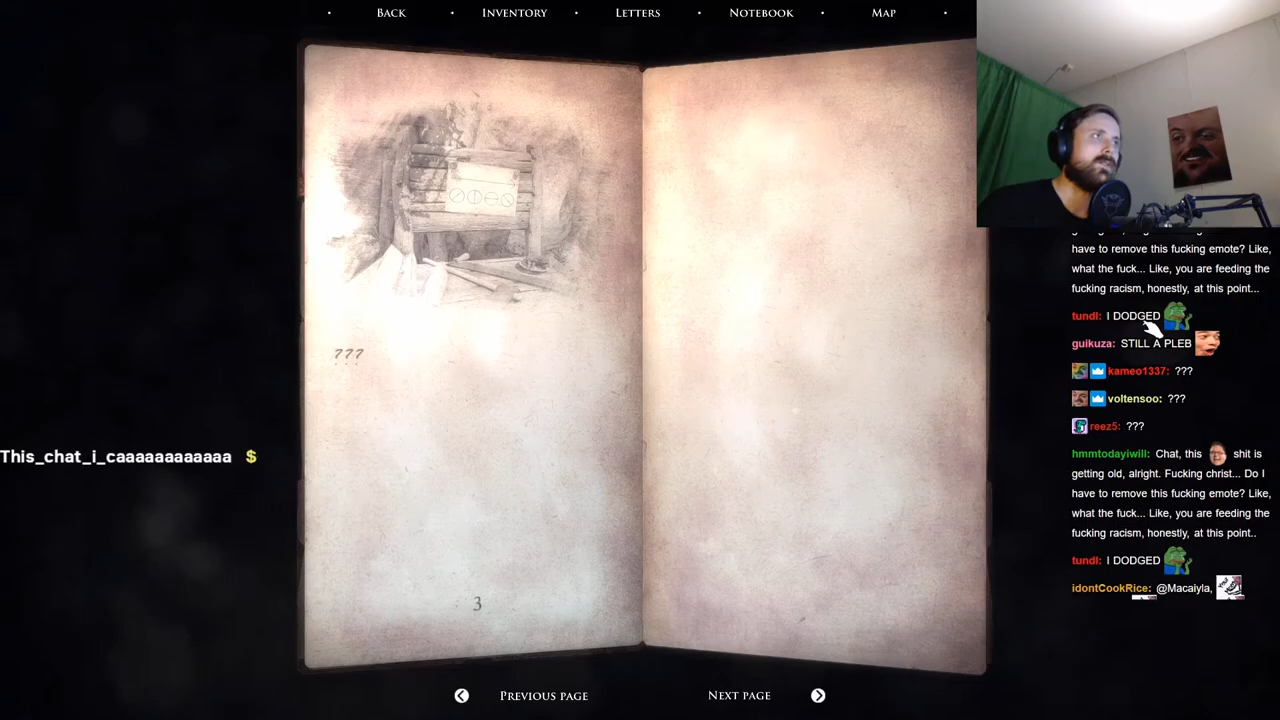 BACK
INVENTORY
LETTERS
NOTEBOOK
MAP
???
3
PREVIOUS PAGE
NEXT PAGE
This_chat_i_caaaaaaaaaaaa $
have to remove this fucking emote? Like,
what the fuck... Like, you are feeding the
fucking racism, honestly, at this point...
tundl: I DODGED
guikuza: STILL A PLEB
kameo1337: ???
voltensoo: ???
reez5: ???
hmmtodayiwill: Chat, this shit is
getting old, alright. Fucking christ... Do I
have to remove this fucking emote? Like,
what the fuck... Like, you are feeding the
fucking racism, honestly, at this point..
tundl: I DODGED
idontCookRice: @Macaiyla,